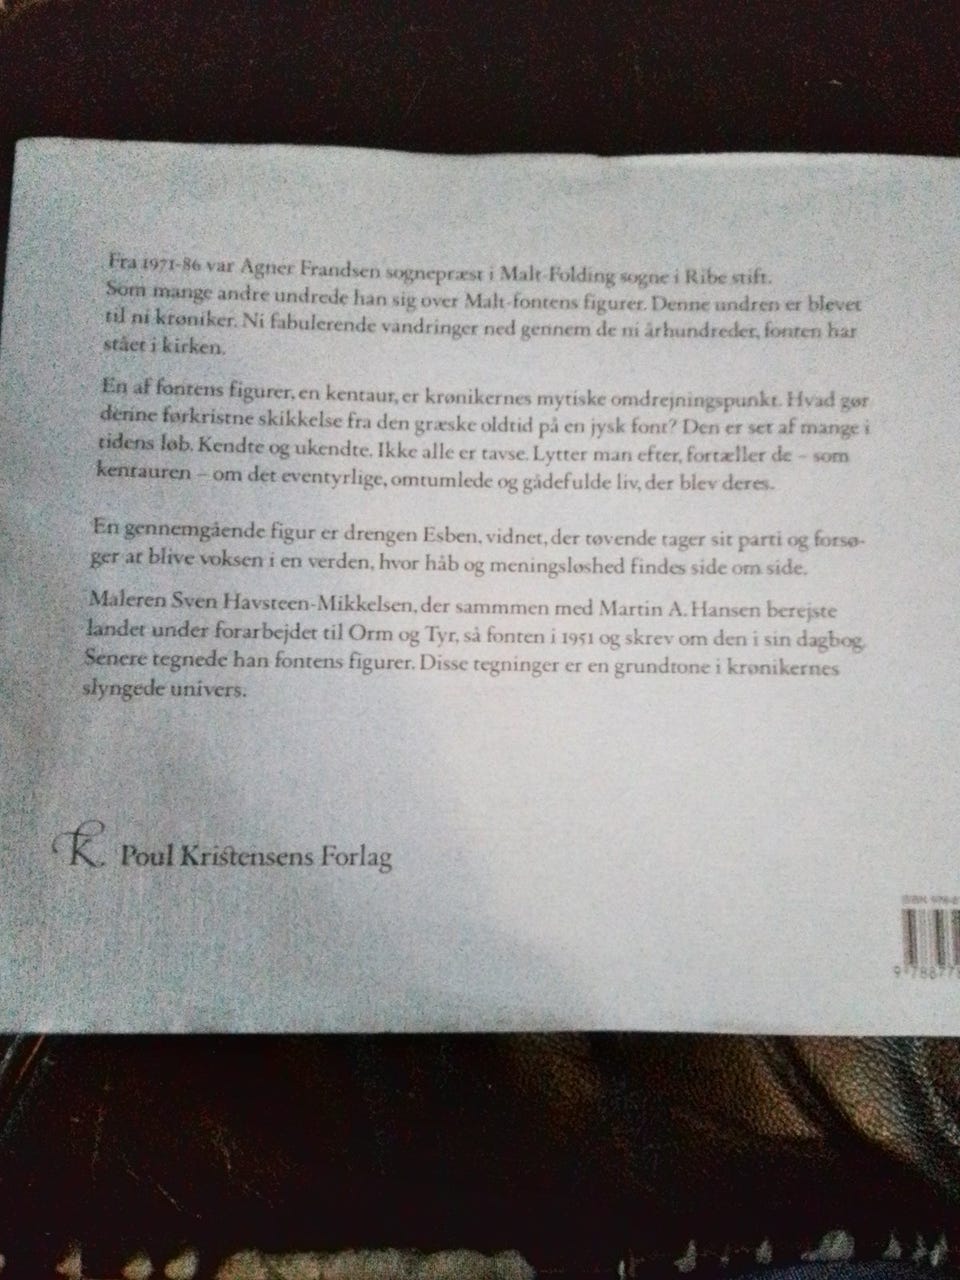 Fra 1971-86 var Agner Frandsen sognepræst i Malt-Folding sogne i Ribe stift.
Som mange andre undrede han sig over Malt-fontens figurer. Denne undren er blevet
til ni krøniker. Ni fabulerende vandringer ned gennem de ni århundreder, fonten har
stået i kirken.
En af fontens figurer, en kentaur, er krønikernes mytiske omdrejningspunkt. Hvad gør
denne førkristne skikkelse fra den græske oldtid på en jysk font? Den er set af mange i
tidens løb. Kendte og ukendte. Ikke alle er tavse. Lytter man efter, fortæller de – som
kentauren – om det eventyrlige, omtumlede og gådefulde liv, der blev deres.
En gennemgående figur er drengen Esben, vidnet, der tøvende tager sit parti og forsø-
ger at blive voksen i en verden, hvor håb og meningsløshed findes side om side.
Maleren Sven Havsteen-Mikkelsen, der sammmen med Martin A. Hansen berejste
landet under forarbejdet til Orm og Tyr, så fonten i 1951 og skrev om den i sin dagbog.
Senere tegnede han fontens figurer. Disse tegninger er en grundtone i krønikernes
slyngede univers.
K Poul Kristensens Forlag
ISBN